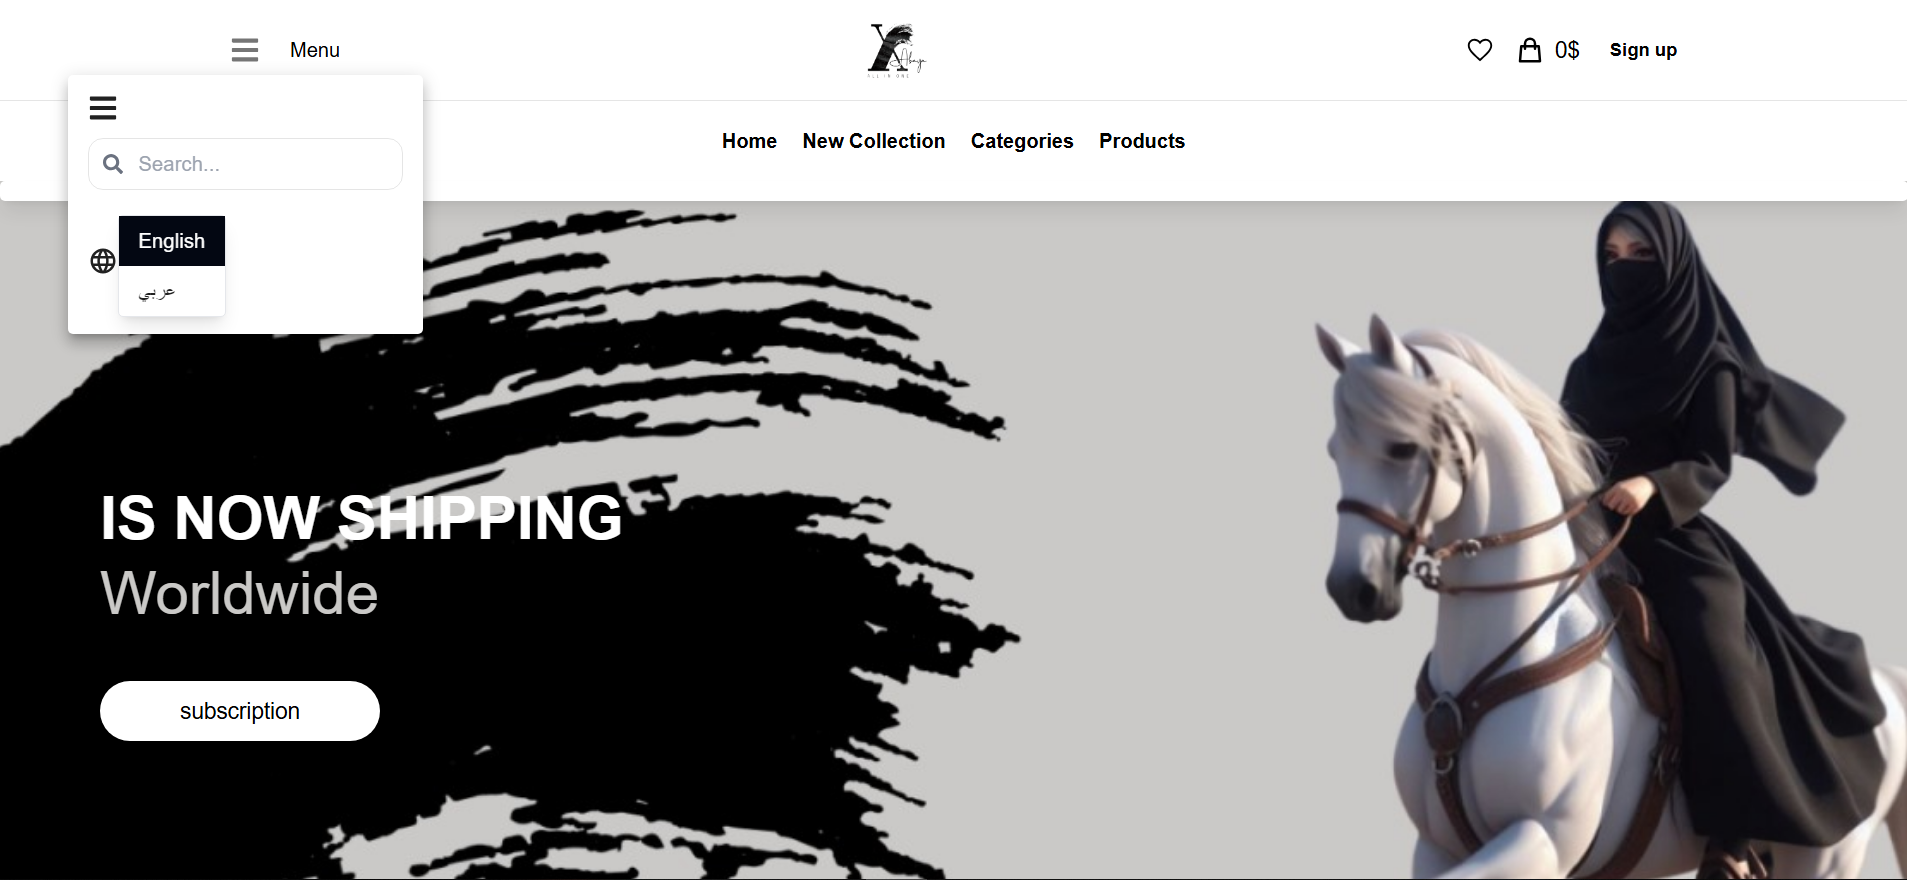 Menu
X Abaya
ALL IN ONE
0$
Sign up
Search...
Home New Collection Categories Products
English
عربي
IS NOW SHIPPING
Worldwide
subscription